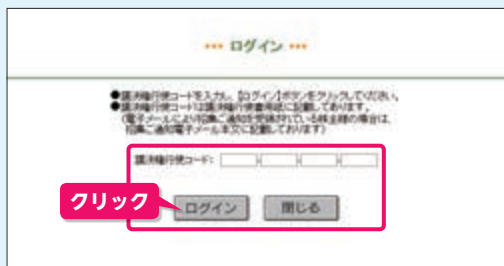 ••• ログイン •••
●議決権行使コードを入力し、[ログイン]ボタンをクリックしてください。
●議決権行使コードは議決権行使書用紙に記載してあります。
(電子メールにより招集ご通知を受領されている株主様の場合は、
招集ご通知電子メール本文に記載しております)
議決権行使コード: - - -
クリック
ログイン 閉じる